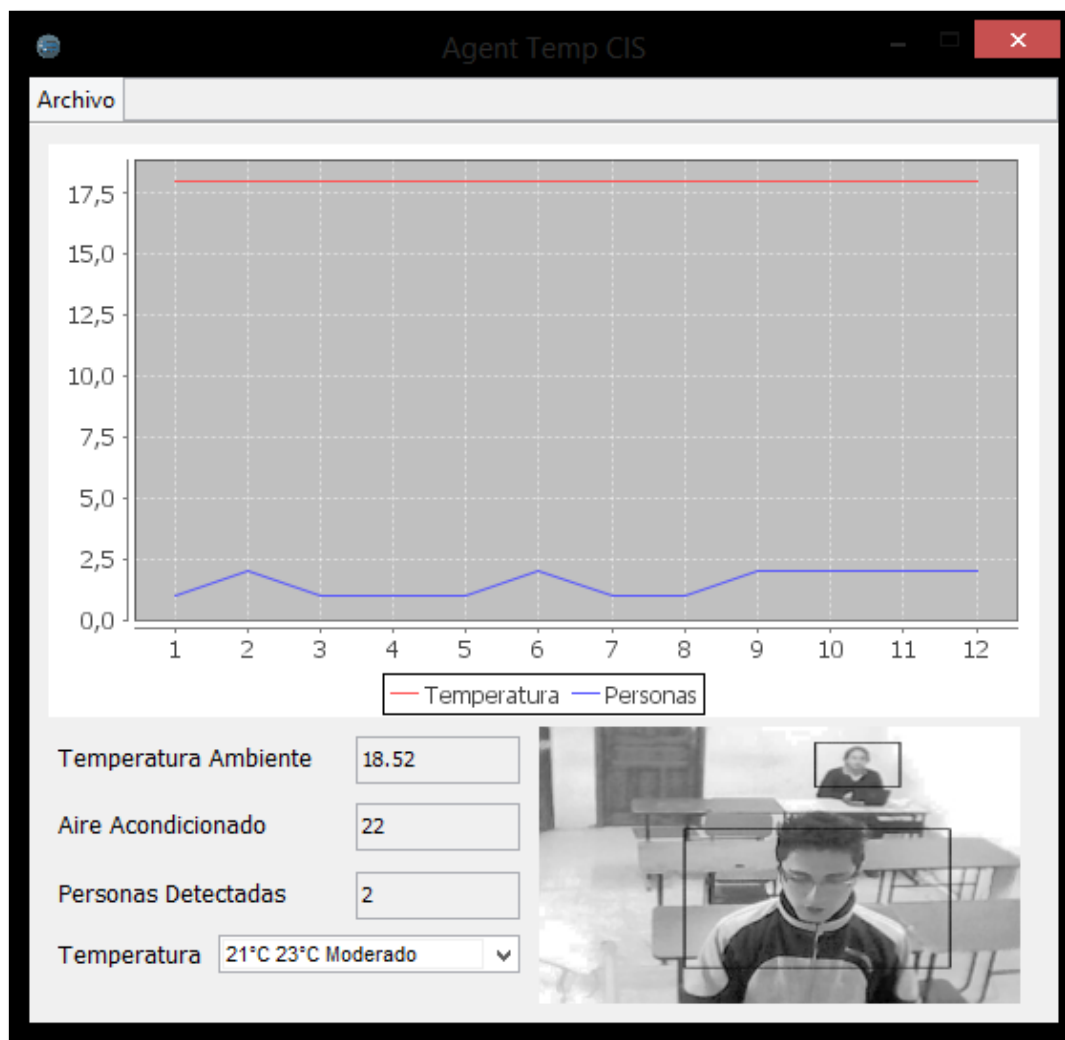 Agent Temp CIS
Archivo
17,5
15,0
12,5
10,0
7,5
5,0
2,5
0,0
1 2 3 4 5 6 7 8 9 10 11 12
Temperatura Personas
Temperatura Ambiente 18.52
Aire Acondicionado 22
Personas Detectadas 2
Temperatura 21°C 23°C Moderado